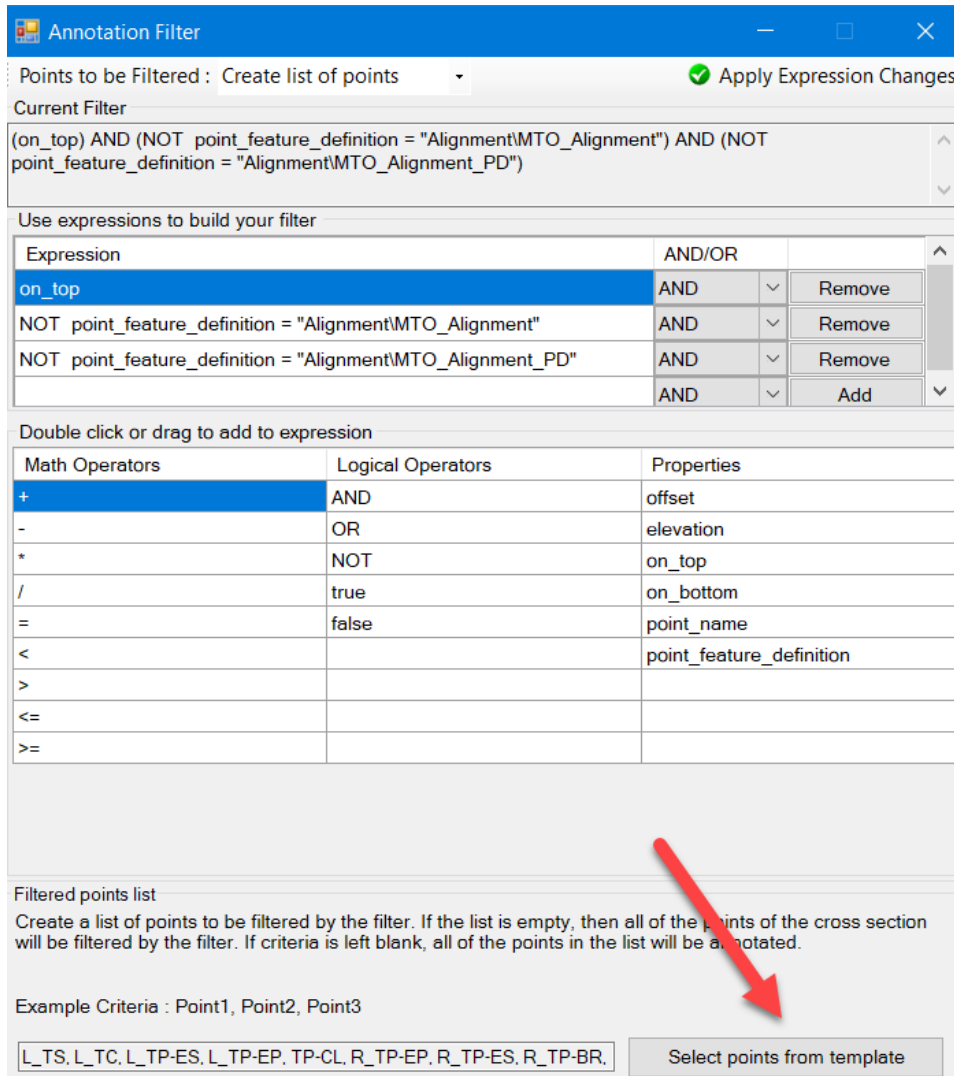 Annotation Filter
Points to be Filtered : Create list of points
Apply Expression Changes
Current Filter
(on_top) AND (NOT  point_feature_definition = "Alignment\MTO_Alignment") AND (NOT
point_feature_definition = "Alignment\MTO_Alignment_PD")
Use expressions to build your filter
Expression AND/OR
on_top AND Remove
NOT  point_feature_definition = "Alignment\MTO_Alignment" AND Remove
NOT  point_feature_definition = "Alignment\MTO_Alignment_PD" AND Remove
AND Add
Double click or drag to add to expression
Math Operators Logical Operators Properties
+ AND offset
- OR elevation
* NOT on_top
/ true on_bottom
= false point_name
< point_feature_definition
>
<=
>=
Filtered points list
Create a list of points to be filtered by the filter. If the list is empty, then all of the points of the cross section
will be filtered by the filter. If criteria is left blank, all of the points in the list will be annotated.
Example Criteria : Point1, Point2, Point3
L_TS, L_TC, L_TP-ES, L_TP-EP, TP-CL, R_TP-EP, R_TP-ES, R_TP-BR,
Select points from template